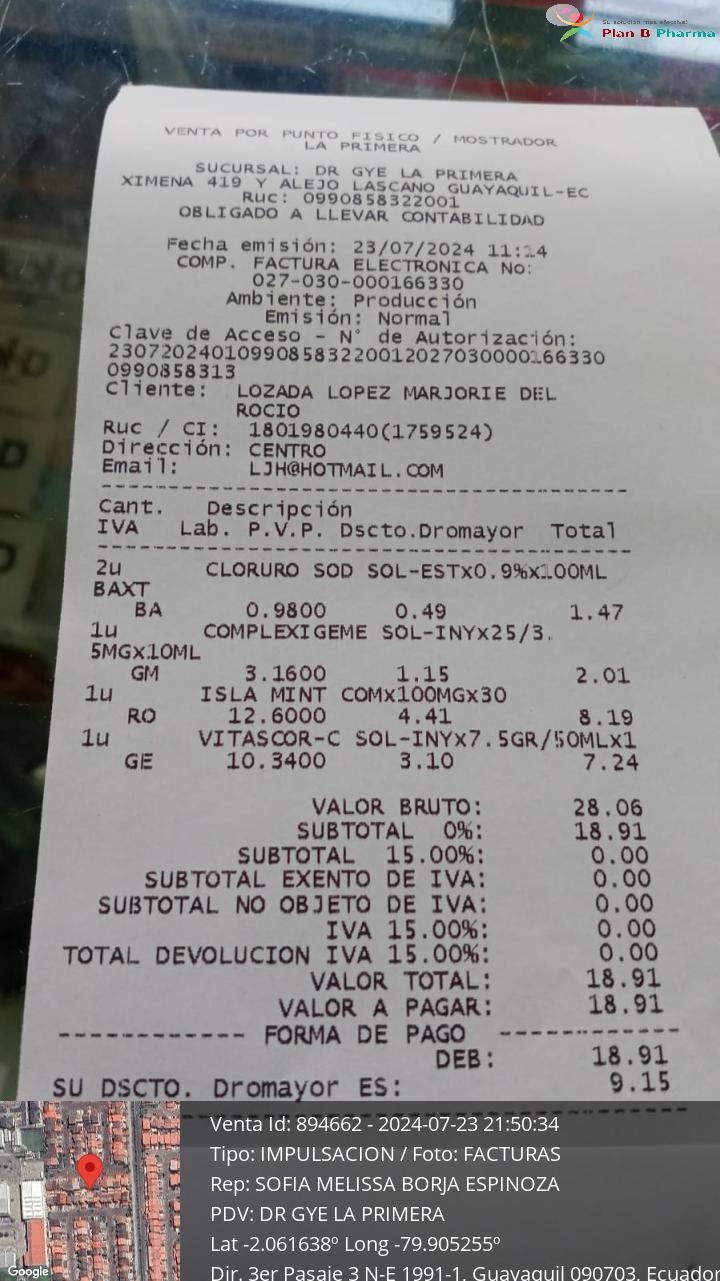 Su solución mas efectiva!
Plan B Pharma
VENTA POR PUNTO FISICO / MOSTRADOR
LA PRIMERA
SUCURSAL: DR GYE LA PRIMERA
XIMENA 419 Y ALEJO LASCANO GUAYAQUIL-EC
Ruc: 0990858322001
OBLIGADO A LLEVAR CONTABILIDAD
Fecha emisión: 23/07/2024 11:14
COMP. FACTURA ELECTRONICA No:
027-030-000166330
Ambiente: Producción
Emisión: Normal
Clave de Acceso - N° de Autorización:
230720240109908583220012027030000166330
0990858313
Cliente: LOZADA LOPEZ MARJORIE DEL
ROCIO
Ruc / CI: 1801980440(1759524)
Dirección: CENTRO
Email: LJH@HOTMAIL.COM
Cant. Descripción
IVA Lab. P.V.P. Dscto.Dromayor Total
2u CLORURO SOD SOL-ESTx0.9%x100ML
BAXT
BA 0.9800 0.49 1.47
1u COMPLEXIGEME SOL-INYx25/3.
5MGx10ML
GM 3.1600 1.15 2.01
1u ISLA MINT COMx100MGx30
RO 12.6000 4.41 8.19
1u VITASCOR-C SOL-INYx7.5GR/50MLx1
GE 10.3400 3.10 7.24
VALOR BRUTO: 28.06
SUBTOTAL 0%: 18.91
SUBTOTAL 15.00%: 0.00
SUBTOTAL EXENTO DE IVA: 0.00
SUBTOTAL NO OBJETO DE IVA: 0.00
IVA 15.00%: 0.00
TOTAL DEVOLUCION IVA 15.00%: 0.00
VALOR TOTAL: 18.91
VALOR A PAGAR: 18.91
------------ FORMA DE PAGO ------------
DEB: 18.91
SU DSCTO. Dromayor ES: 9.15
Venta Id: 894662 - 2024-07-23 21:50:34
Tipo: IMPULSACION / Foto: FACTURAS
Rep: SOFIA MELISSA BORJA ESPINOZA
PDV: DR GYE LA PRIMERA
Lat -2.061638º Long -79.905255º
Dir. 3er Pasaje 3 N-E 1991-1, Guayaquil 090703, Ecuador
Google